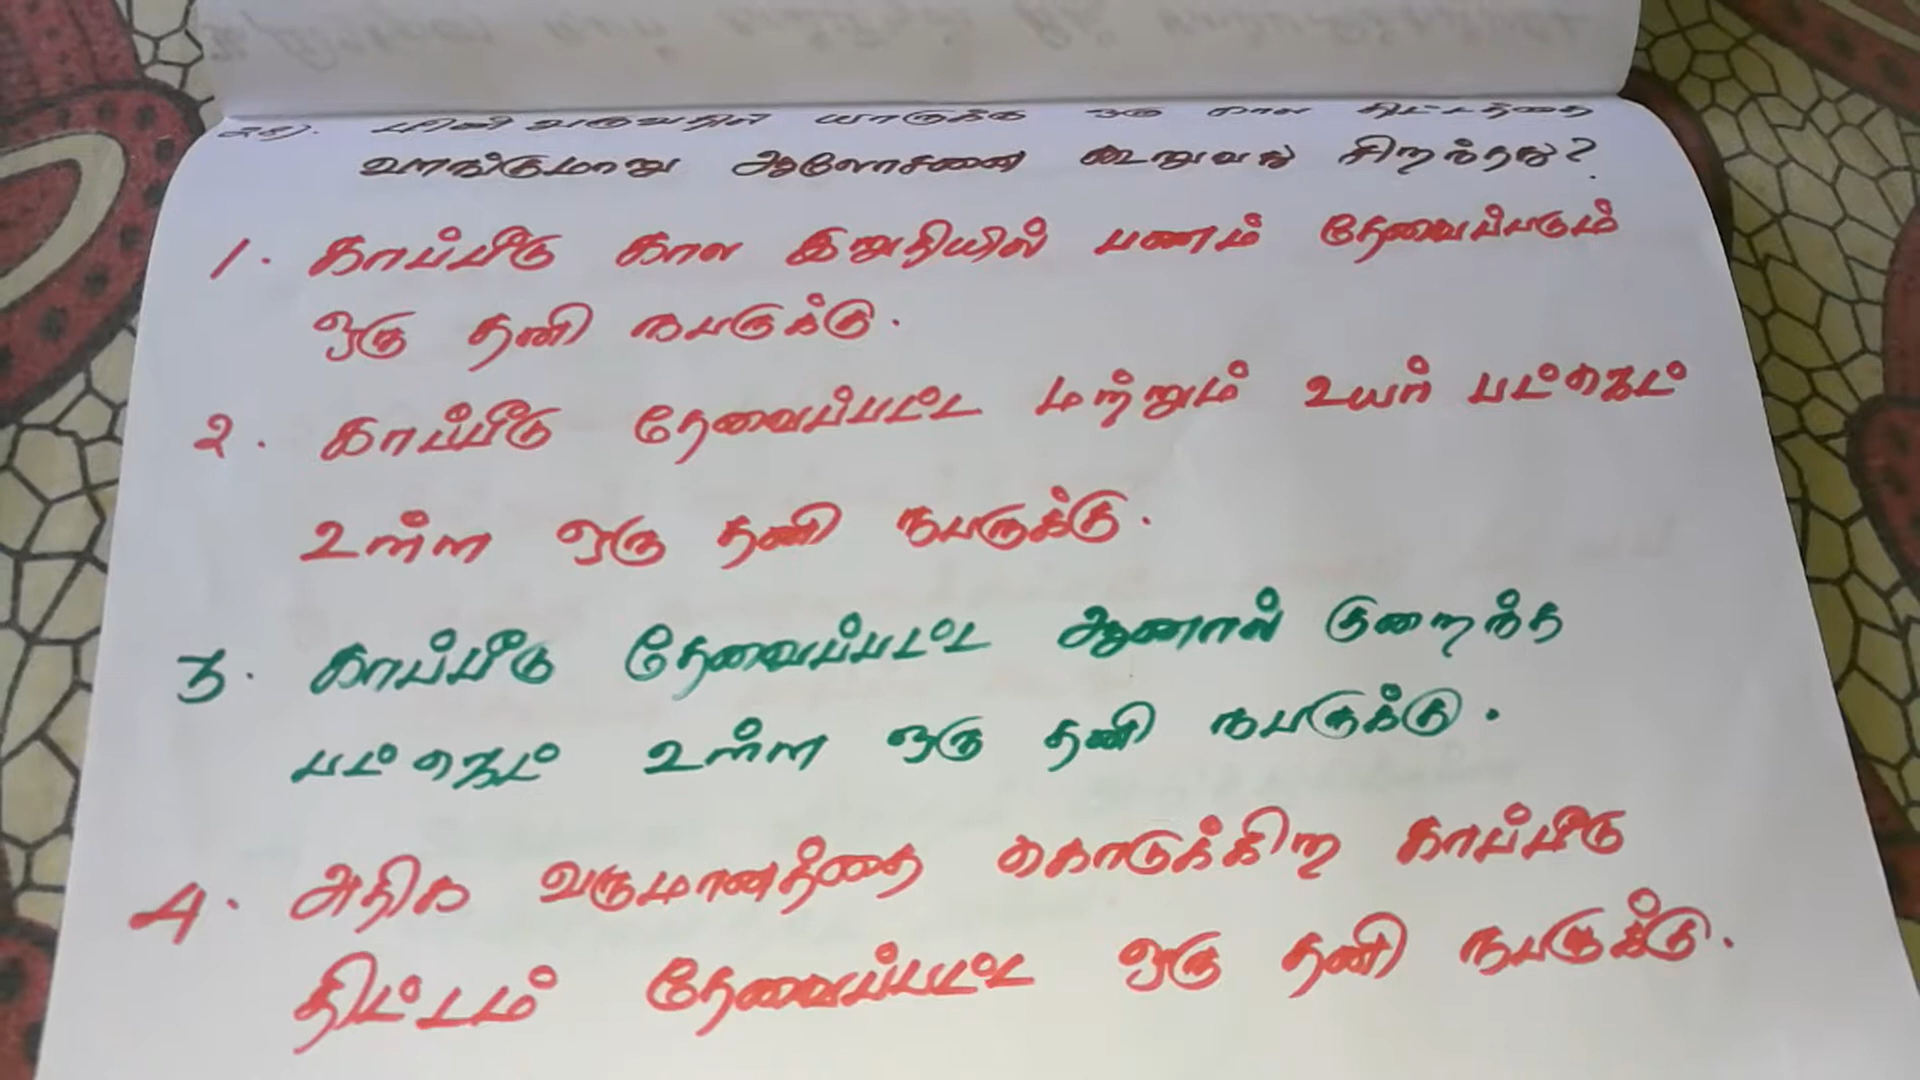 28). பின் வருவதில் யாருக்கு ஒரு கால திட்டத்தை
வாங்குமாறு ஆலோசனை கூறுவது சிறந்தது?
1. காப்பீடு கால இறுதியில் பணம் தேவைப்படும்
ஒரு தனி நபருக்கு.
2. காப்பீடு தேவைப்பட்ட மற்றும் உயர் பட்ஜெட்
உள்ள ஒரு தனி நபருக்கு.
3. காப்பீடு தேவைப்பட்ட ஆனால் குறைந்த
பட்ஜெட் உள்ள ஒரு தனி நபருக்கு.
4. அதிக வருமானத்தை கொடுக்கிற காப்பீடு
திட்டம் தேவைப்பட்ட ஒரு தனி நபருக்கு.